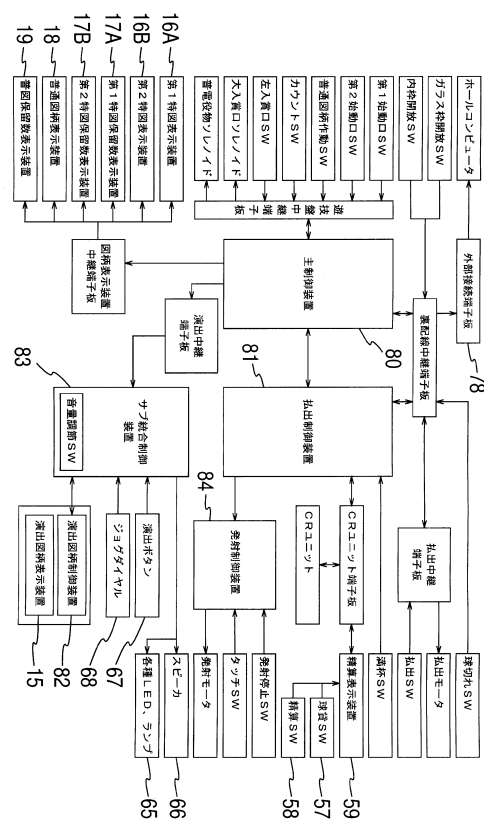 ホールコンピュータ
ガラス枠開放SW
内枠開放SW
外部接続端子板
78
裏配線中継端子板
球切れSW
払出中継
端子板
払出モータ
払出SW
満杯SW
第1始動口SW
第2始動口SW
普通図柄作動SW
カウントSW
左入賞口SW
大入賞口ソレノイド
普電役物ソレノイド
遊技盤中継端子板
主制御装置
80
払出制御装置
81
CRユニット端子板
CRユニット
精算表示装置
59
球貸SW
57
精算SW
58
発射制御装置
84
発射停止SW
タッチSW
発射モータ
第1特図表示装置
16A
第2特図表示装置
16B
第1特図保留数表示装置
17A
第2特図保留数表示装置
17B
普通図柄表示装置
18
普図保留数表示装置
19
図柄表示装置
中継端子板
演出中継
端子板
サブ統合制御
装置
音量調節SW
83
スピーカ
66
各種LED、ランプ
65
演出ボタン
67
ジョグダイヤル
68
演出図柄制御装置
82
演出図柄表示装置
15